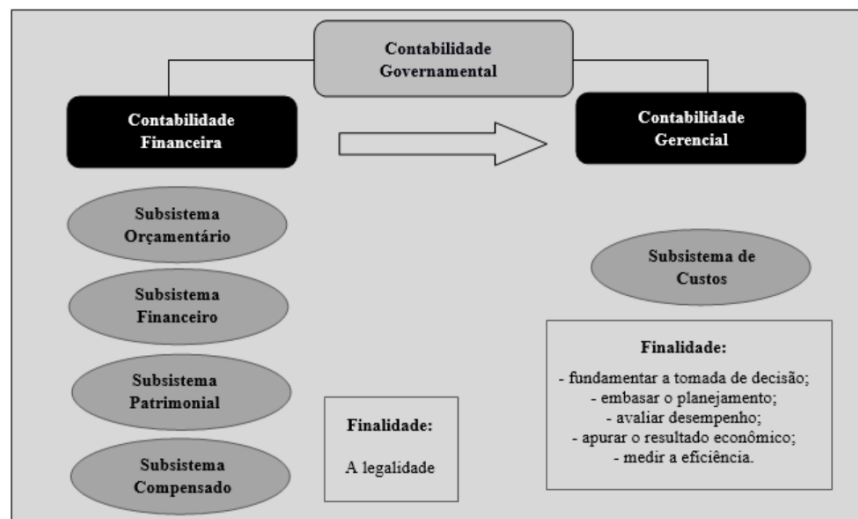 Contabilidade
Governamental
Contabilidade
Financeira
Contabilidade
Gerencial
Subsistema
Orçamentário
Subsistema
Financeiro
Subsistema
Patrimonial
Subsistema
Compensado
Finalidade:
A legalidade
Subsistema de
Custos
Finalidade:
- fundamentar a tomada de decisão;
- embasar o planejamento;
- avaliar desempenho;
- apurar o resultado econômico;
- medir a eficiência.